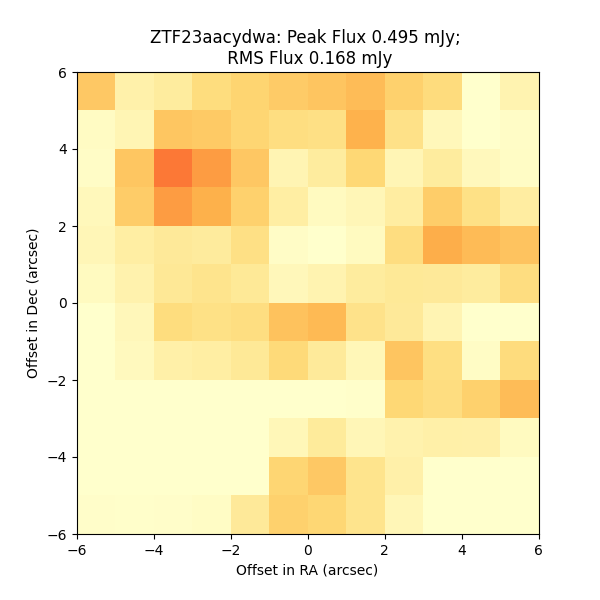 ZTF23aacydwa: Peak Flux 0.495 mJy;
RMS Flux 0.168 mJy
6
4
2
0
−2
−4
−6
Offset in Dec (arcsec)
−6 −4 −2 0 2 4 6
Offset in RA (arcsec)